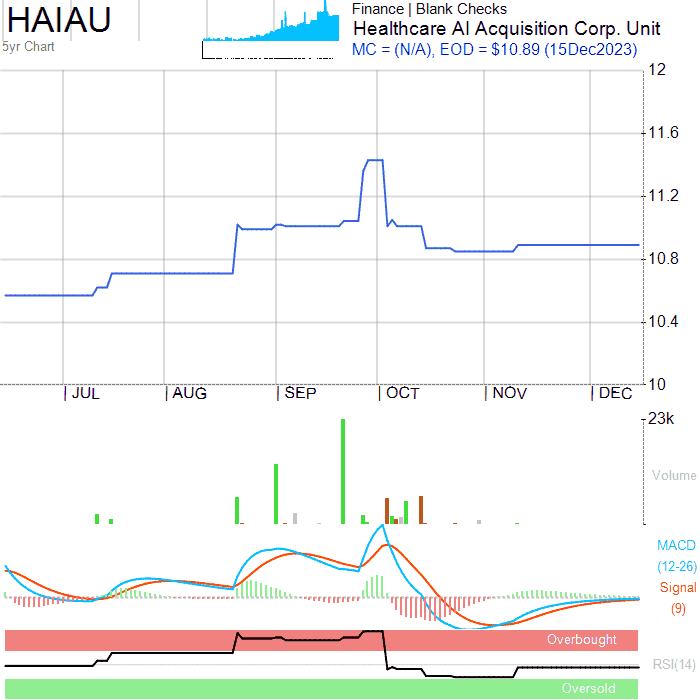 HAIAU
5yr Chart
Finance | Blank Checks
Healthcare AI Acquisition Corp. Unit
MC = (N/A), EOD = $10.89 (15Dec2023)
12
11.6
11.2
10.8
10.4
10
JUL AUG SEP OCT NOV DEC
23k
Volume
MACD
(12-26)
Signal
(9)
Overbought
RSI(14)
Oversold